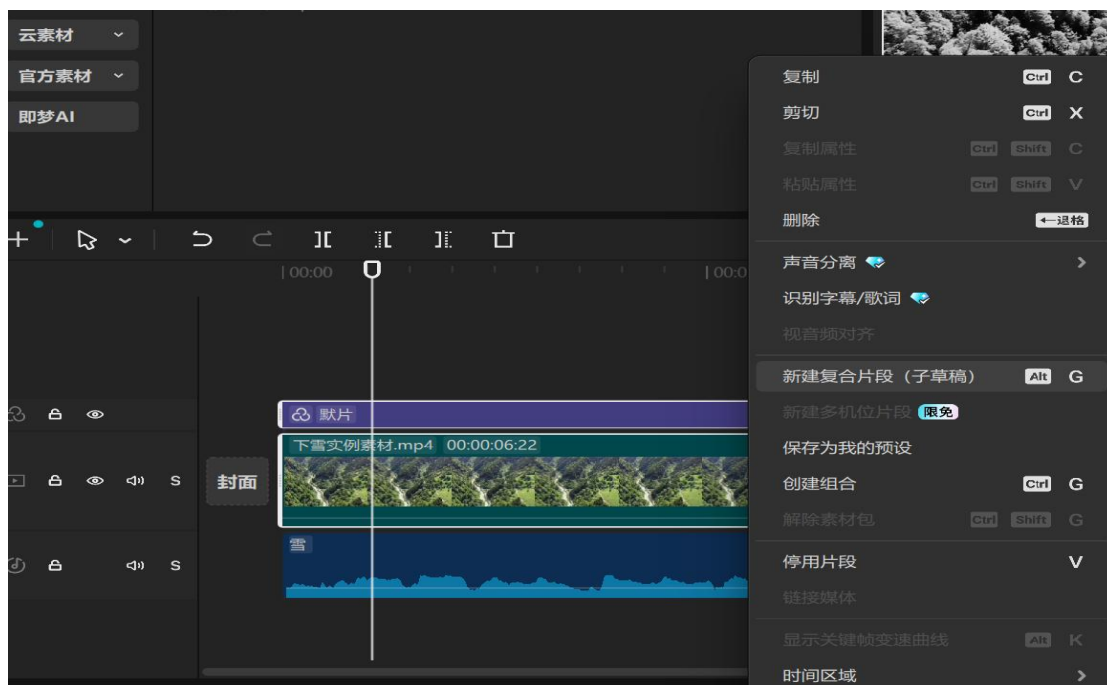 云素材
官方素材
即梦AI
00:00
00:0
封面
默片
下雪实例素材.mp4 00:00:06:22
雪
S
S
复制 Ctrl C
剪切 Ctrl X
复制属性 Ctrl Shift C
粘贴属性 Ctrl Shift V
删除 ←退格
声音分离
识别字幕/歌词
视音频对齐
新建复合片段（子草稿） Alt G
新建多机位片段 限免
保存为我的预设
创建组合 Ctrl G
解除素材包 Ctrl Shift G
停用片段 V
链接媒体
显示关键帧变速曲线 Alt K
时间区域